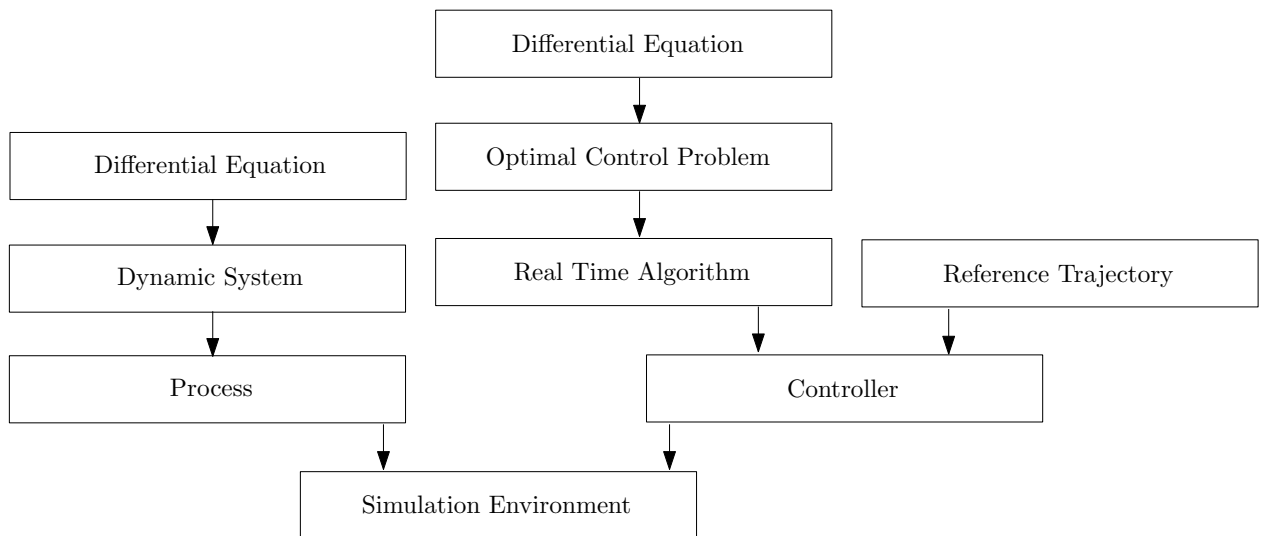 Differential Equation
Differential Equation
Optimal Control Problem
Dynamic System
Real Time Algorithm
Reference Trajectory
Process
Controller
Simulation Environment